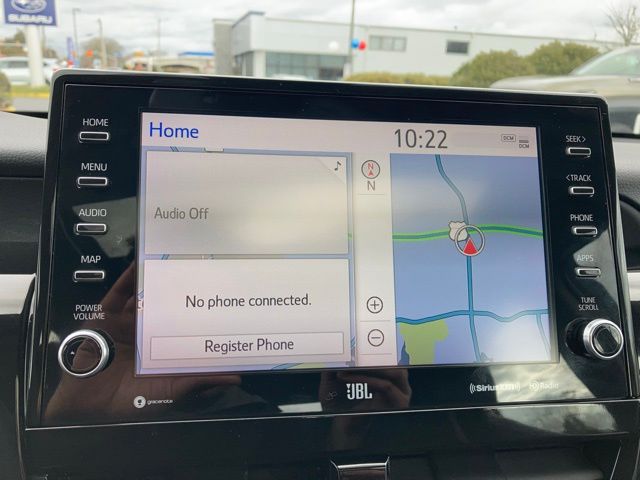 SUBARU
HOME
MENU
AUDIO
MAP
POWER
VOLUME
Home
10:22
DCM
DCM
Audio Off
No phone connected.
Register Phone
N
N
SEEK >
< TRACK
PHONE
APPS
TUNE
SCROLL
gracenote
JBL
SiriusXM
HD Radio